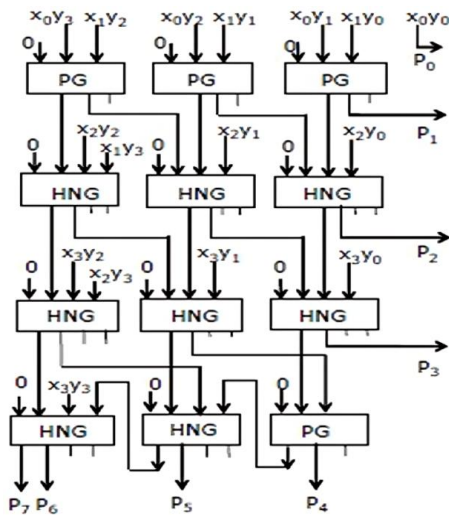 x₀y₃ x₁y₂ x₀y₂ x₁y₁ x₀y₁ x₁y₀ x₀y₀
0 0 0
P₀
PG PG PG
P₁
x₂y₂ x₂y₁ x₂y₀
0 x₁y₃ 0 0
HNG HNG HNG
P₂
x₃y₂ x₃y₁ x₃y₀
0 x₂y₃ 0 0
HNG HNG HNG
P₃
0 x₃y₃ 0 0
HNG HNG PG
P₇ P₆ P₅ P₄